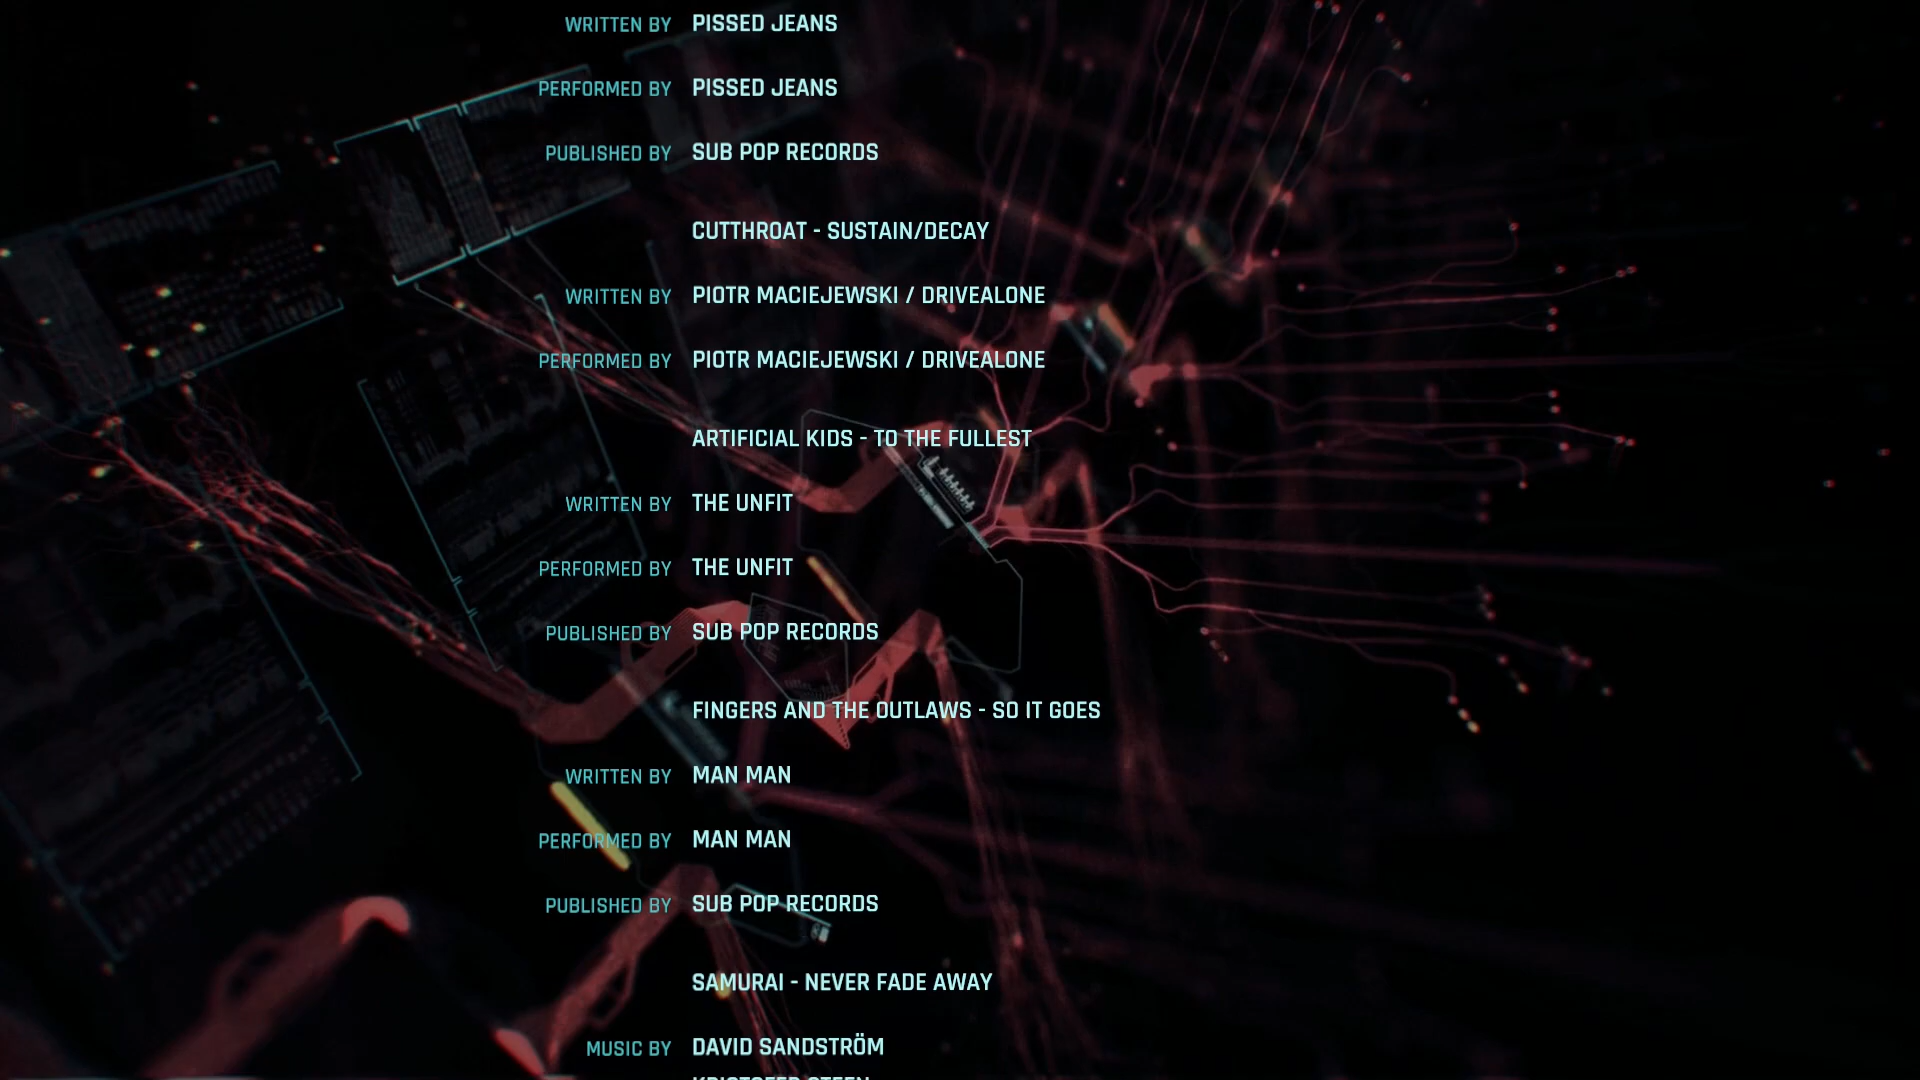 WRITTEN BY PISSED JEANS
PERFORMED BY PISSED JEANS
PUBLISHED BY SUB POP RECORDS
CUTTHROAT - SUSTAIN/DECAY
WRITTEN BY PIOTR MACIEJEWSKI / DRIVEALONE
PERFORMED BY PIOTR MACIEJEWSKI / DRIVEALONE
ARTIFICIAL KIDS - TO THE FULLEST
WRITTEN BY THE UNFIT
PERFORMED BY THE UNFIT
PUBLISHED BY SUB POP RECORDS
FINGERS AND THE OUTLAWS - SO IT GOES
WRITTEN BY MAN MAN
PERFORMED BY MAN MAN
PUBLISHED BY SUB POP RECORDS
SAMURAI - NEVER FADE AWAY
MUSIC BY DAVID SANDSTRÖM